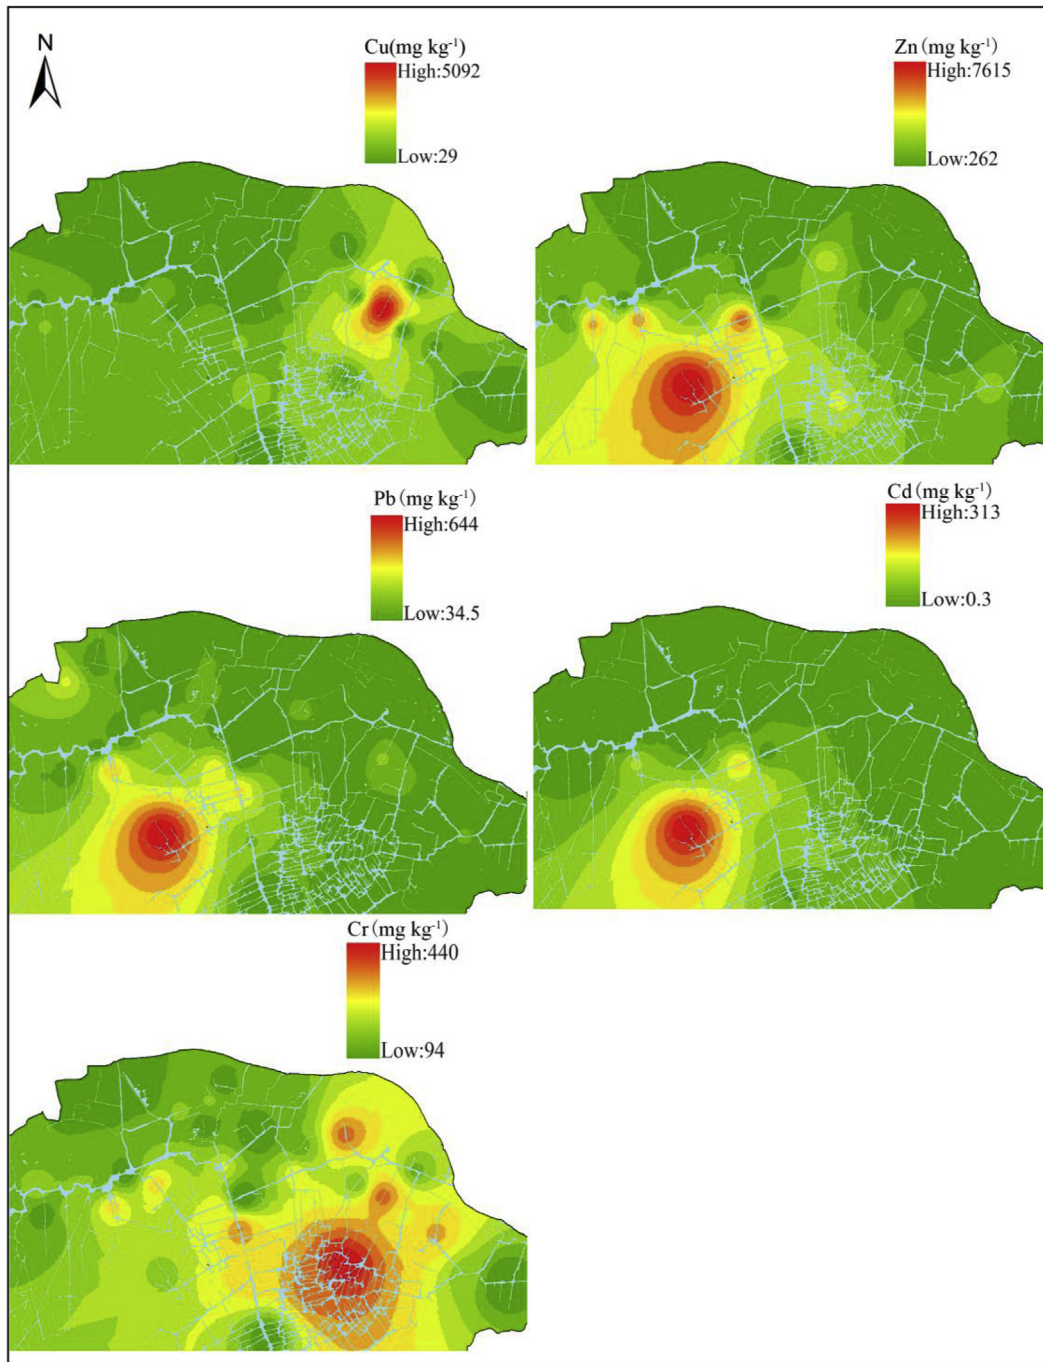 N
Cu(mg kg⁻¹)
High:5092
Low:29
Zn(mg kg⁻¹)
High:7615
Low:262
Pb(mg kg⁻¹)
High:644
Low:34.5
Cd(mg kg⁻¹)
High:313
Low:0.3
Cr(mg kg⁻¹)
High:440
Low:94